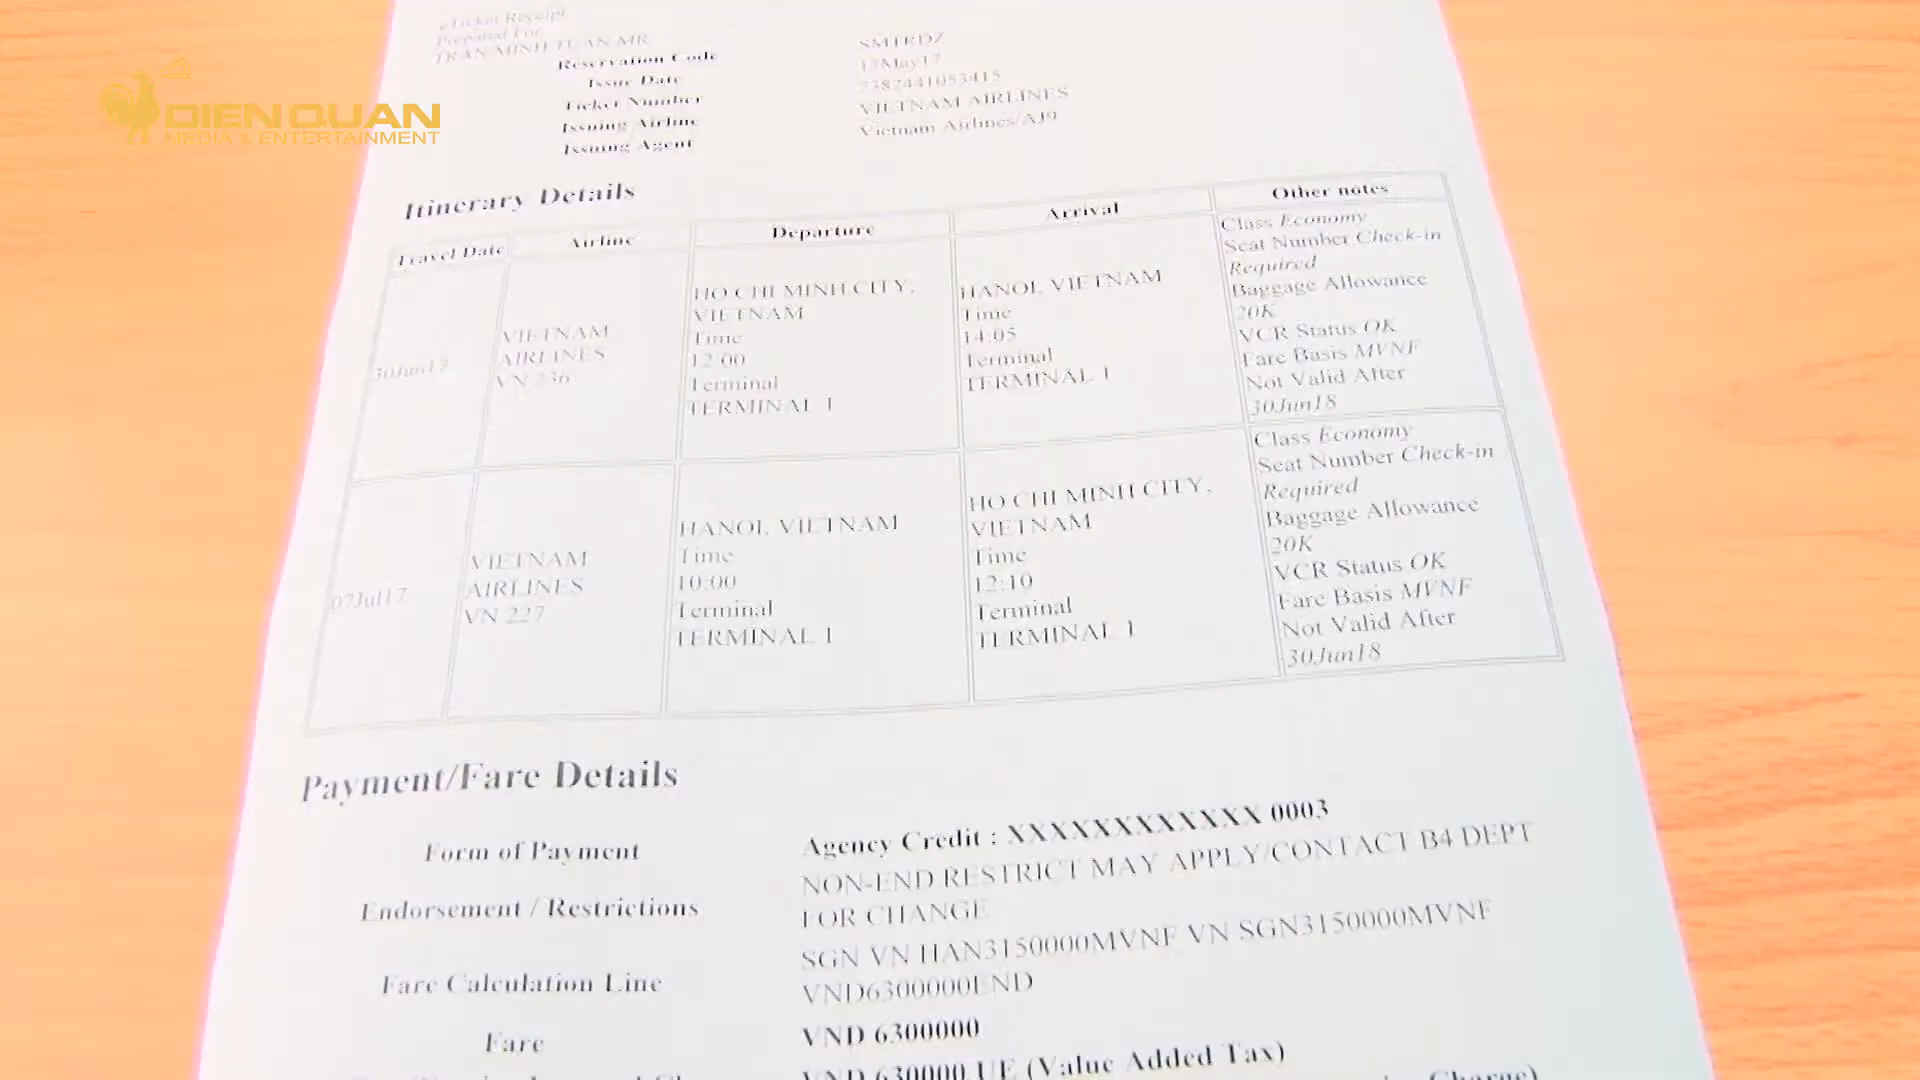 eTicket Receipt
Prepared For
TRAN MINH TUAN MR
Reservation Code SMTRDZ
Issue Date 17May17
Ticket Number 7382441053415
Issuing Airline VIETNAM AIRLINES
Issuing Agent Vietnam Airlines/AJ9
DIEN QUAN
MEDIA & ENTERTAINMENT
Itinerary Details
Travel Date Airline Departure Arrival Other notes
30Jun17
VIETNAM
AIRLINES
VN 236
HO CHI MINH CITY,
VIETNAM
Time
12:00
Terminal
TERMINAL 1
HANOI, VIETNAM
Time
14:05
Terminal
TERMINAL 1
Class Economy
Seat Number Check-in
Required
Baggage Allowance
20K
VCR Status OK
Fare Basis MVNF
Not Valid After
30Jun18
07Jul17
VIETNAM
AIRLINES
VN 227
HANOI, VIETNAM
Time
10:00
Terminal
TERMINAL 1
HO CHI MINH CITY,
VIETNAM
Time
12:10
Terminal
TERMINAL 1
Class Economy
Seat Number Check-in
Required
Baggage Allowance
20K
VCR Status OK
Fare Basis MVNF
Not Valid After
30Jun18
Payment/Fare Details
Form of Payment Agency Credit : XXXXXXXXXXXX 0003
Endorsement / Restrictions NON-END.RESTRICT MAY APPLY/CONTACT B4 DEPT
FOR CHANGE
Fare Calculation Line SGN VN HAN3150000MVNF VN SGN3150000MVNF
VND6300000END
Fare VND 6300000
VND 630000 UE (Value Added Tax)
Charge)